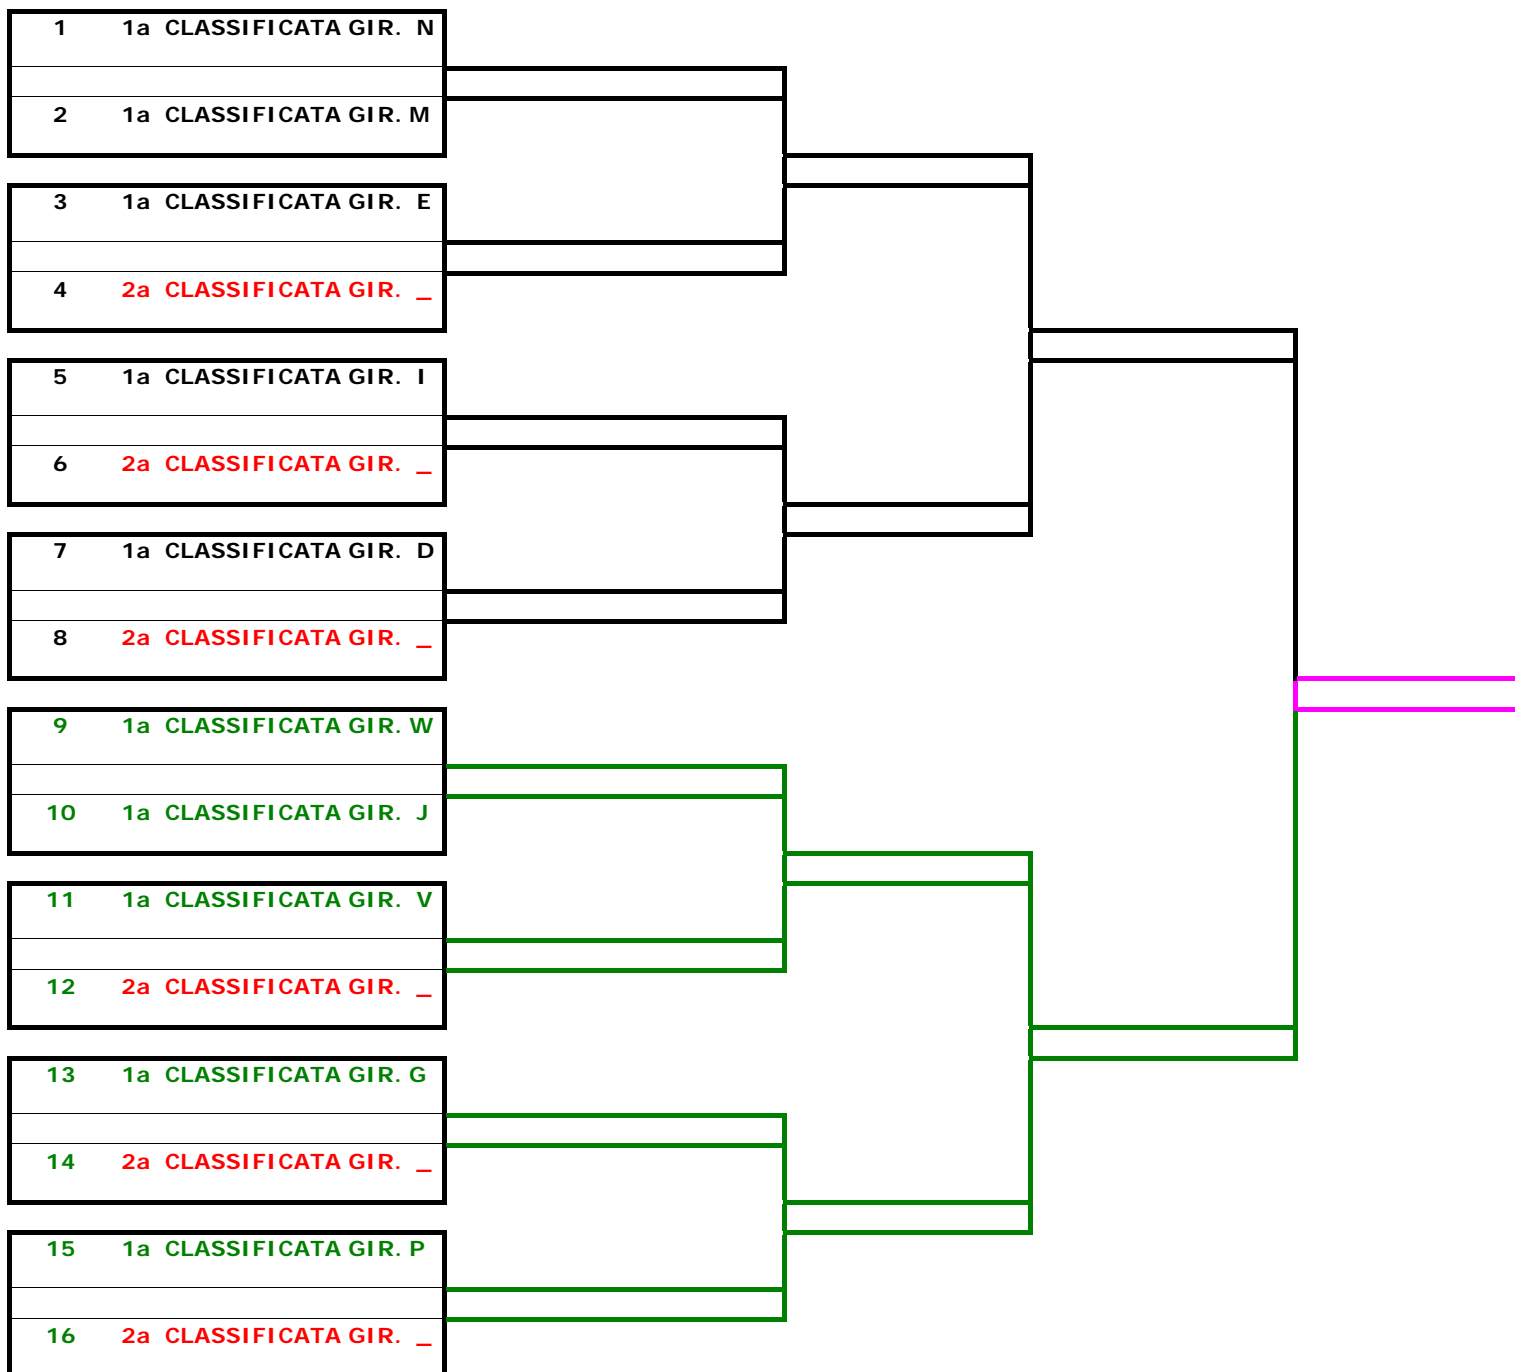 1 1a CLASSIFICATA GIR. N
2 1a CLASSIFICATA GIR. M
3 1a CLASSIFICATA GIR. E
4 2a CLASSIFICATA GIR. _
5 1a CLASSIFICATA GIR. I
6 2a CLASSIFICATA GIR. _
7 1a CLASSIFICATA GIR. D
8 2a CLASSIFICATA GIR. _
9 1a CLASSIFICATA GIR. W
10 1a CLASSIFICATA GIR. J
11 1a CLASSIFICATA GIR. V
12 2a CLASSIFICATA GIR. _
13 1a CLASSIFICATA GIR. G
14 2a CLASSIFICATA GIR. _
15 1a CLASSIFICATA GIR. P
16 2a CLASSIFICATA GIR. _